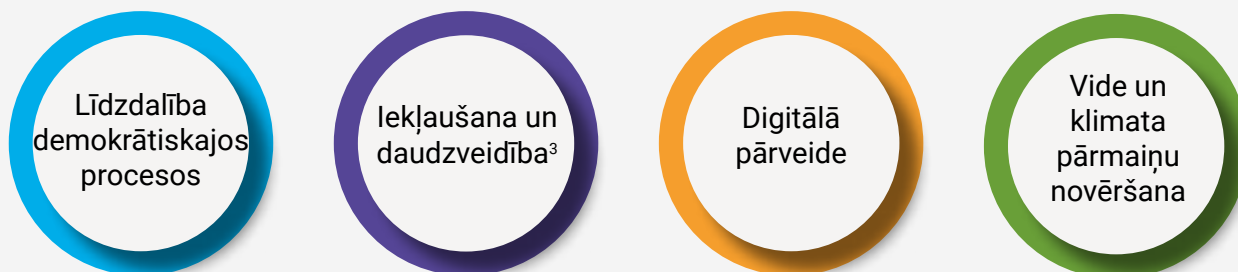 Līdzdalība
demokrātiskajos
procesos
Iekļaušana un
daudzveidība³
Digitālā
pārveide
Vide un
klimata
pārmaiņu
novēršana